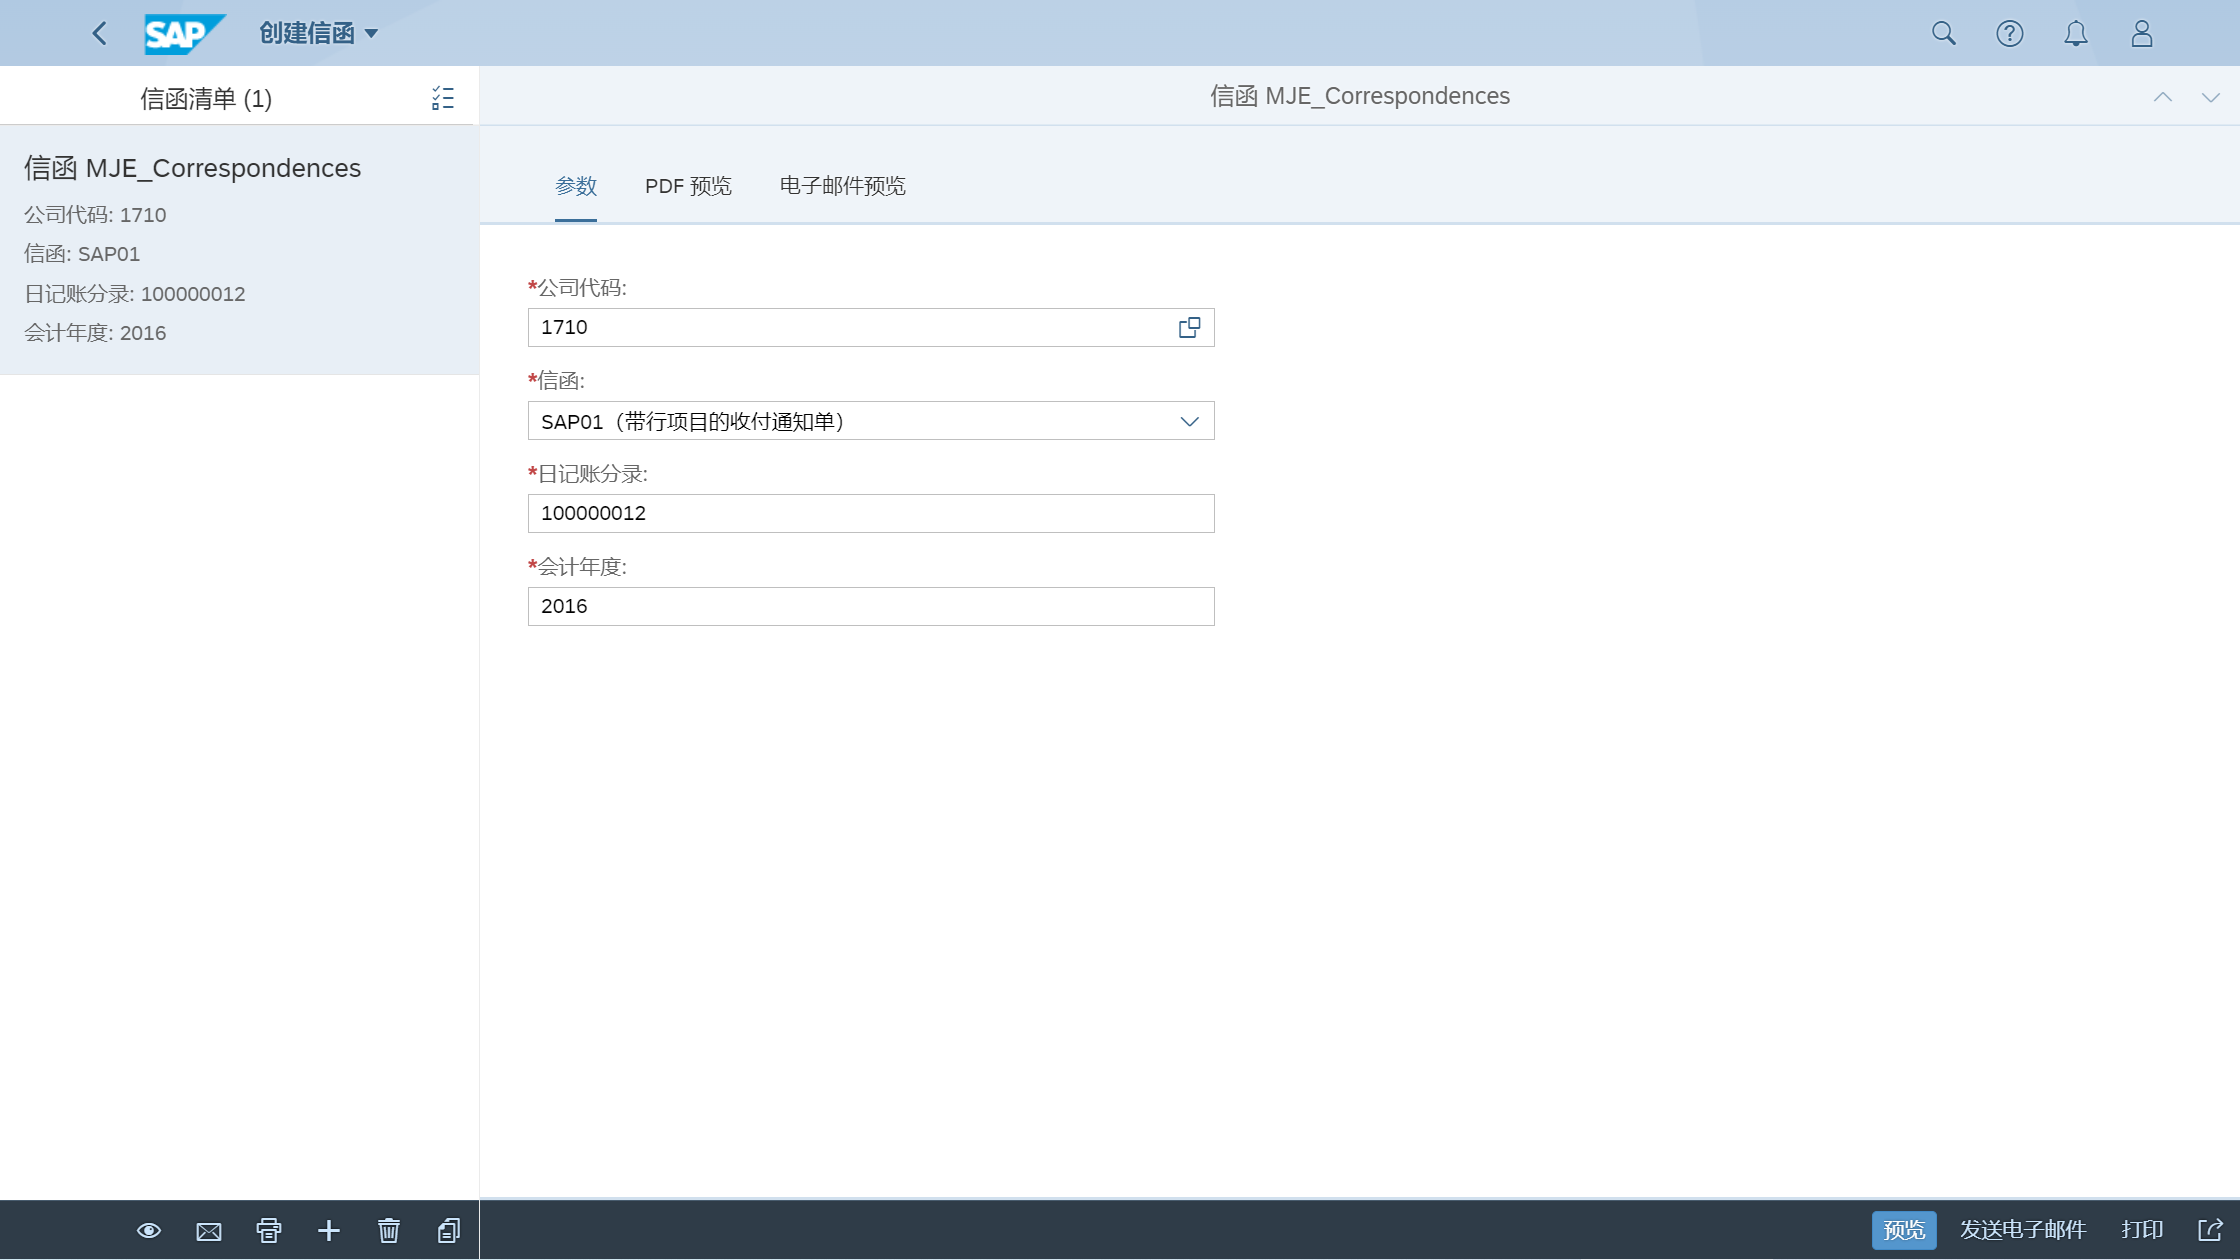 SAP 创建信函
信函清单 (1)
信函 MJE_Correspondences
公司代码: 1710
信函: SAP01
日记账分录: 100000012
会计年度: 2016
信函 MJE_Correspondences
参数 PDF 预览 电子邮件预览
*公司代码:
1710
*信函:
SAP01（带行项目的收付通知单）
*日记账分录:
100000012
*会计年度:
2016
预览 发送电子邮件 打印